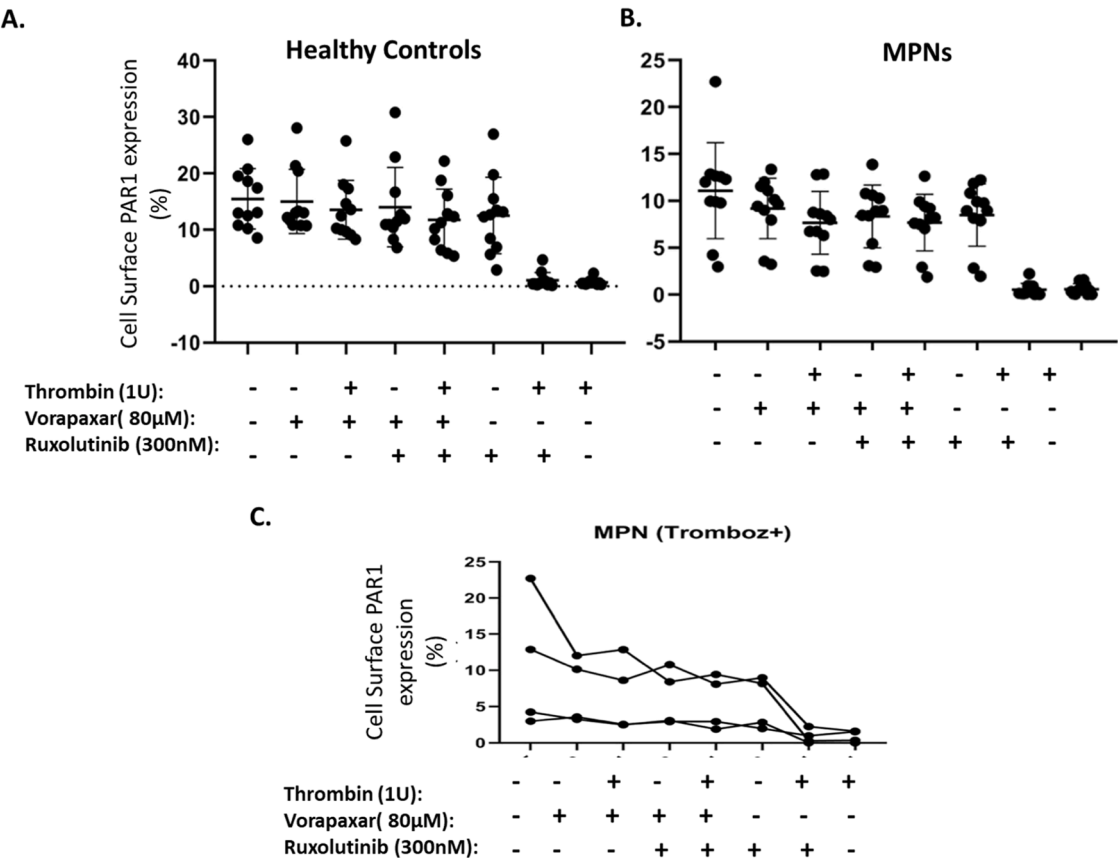 A.
Healthy Controls
Cell Surface PAR1 expression
(%)
40
30
20
10
0
-10
Thrombin (1U): - - + - + - + +
Vorapaxar( 80μM): - + + + + - - -
Ruxolutinib (300nM): - - - + + + + -
B.
MPNs
25
20
15
10
5
0
-5
- - + - + - + +
- + + + + - - -
- - - + + + + -
C.
MPN (Tromboz+)
Cell Surface PAR1
expression
(%)
25
20
15
10
5
0
Thrombin (1U): - - + - + - + +
Vorapaxar( 80μM): - + + + + - - -
Ruxolutinib (300nM): - - - + + + + -